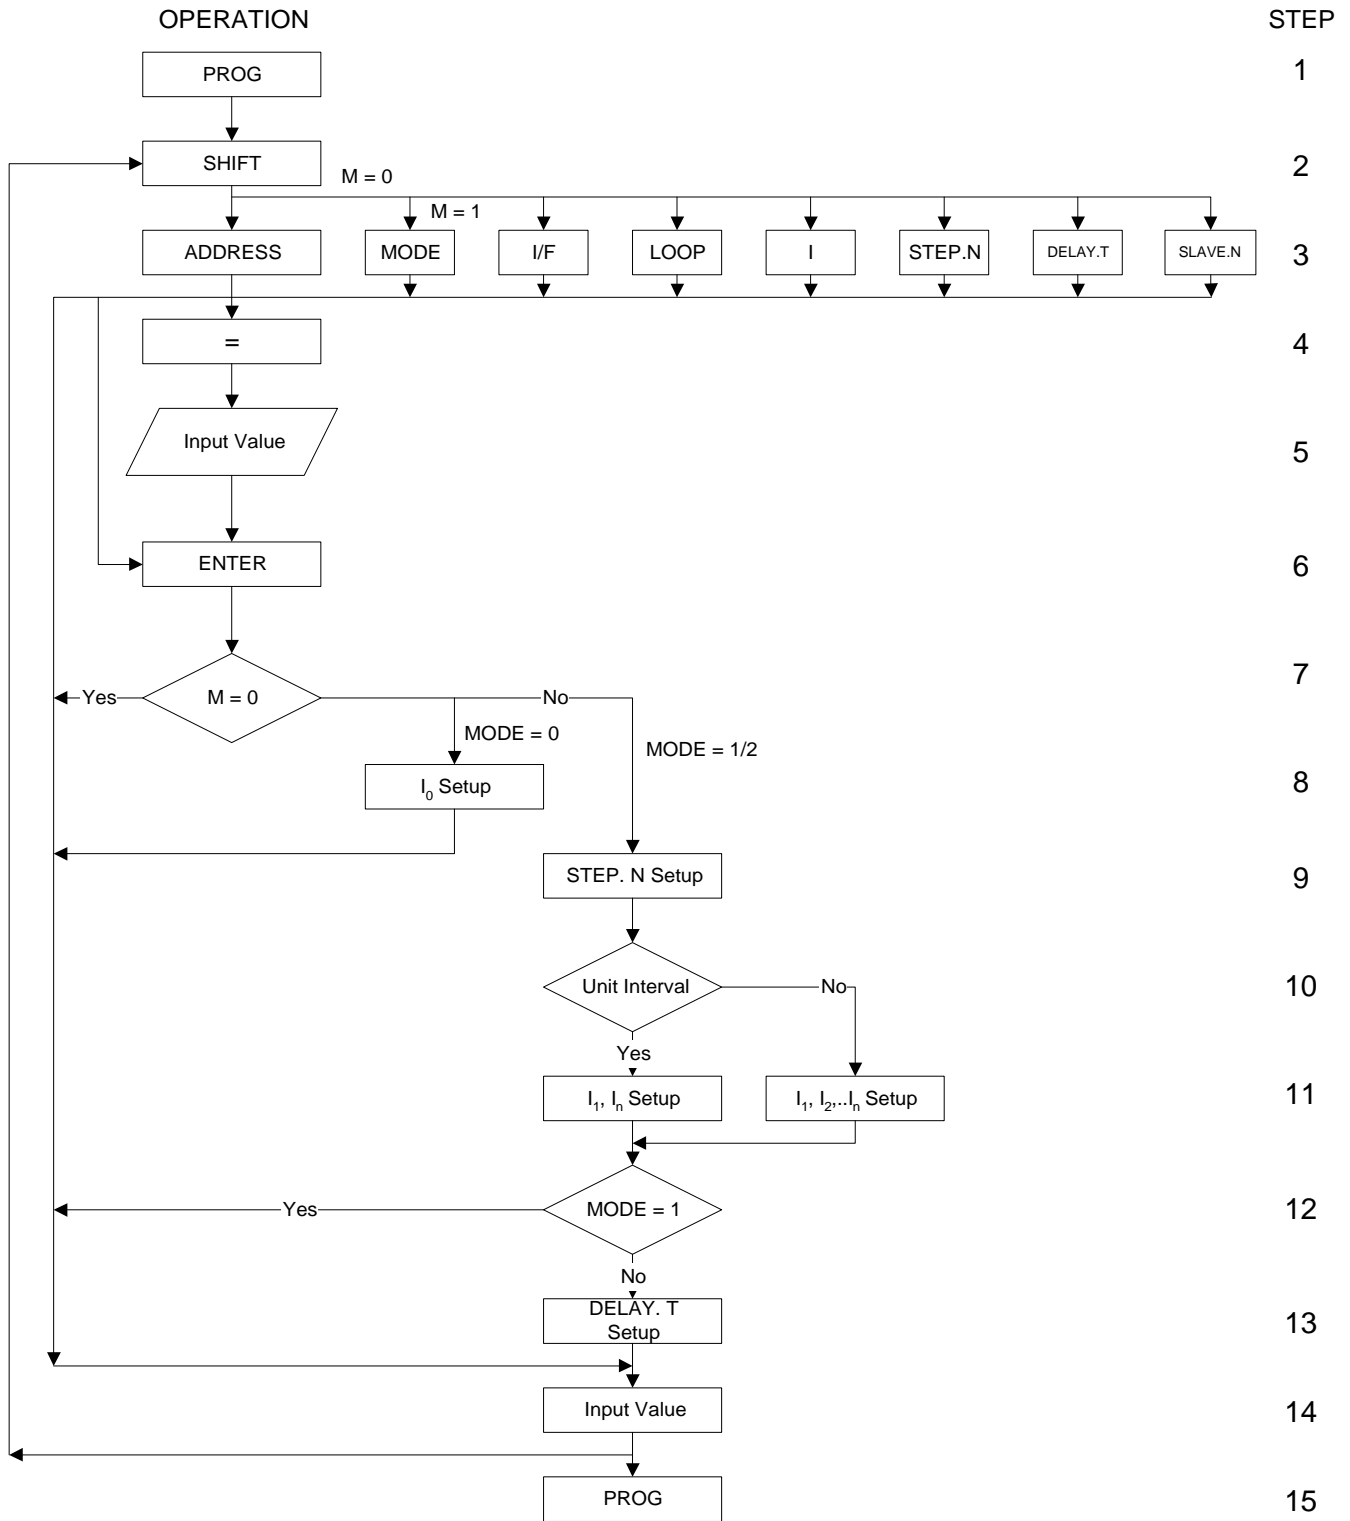 OPERATION STEP
PROG 1
SHIFT 2
M = 0
M = 1
ADDRESS MODE I/F LOOP I STEP.N DELAY.T SLAVE.N 3
= 4
Input Value 5
ENTER 6
M = 0 7
Yes No
MODE = 0
MODE = 1/2
I0 Setup 8
STEP. N Setup 9
Unit Interval No 10
Yes
I1, In Setup I1, I2,..In Setup 11
Yes MODE = 1 12
No
DELAY. T
Setup 13
Input Value 14
PROG 15